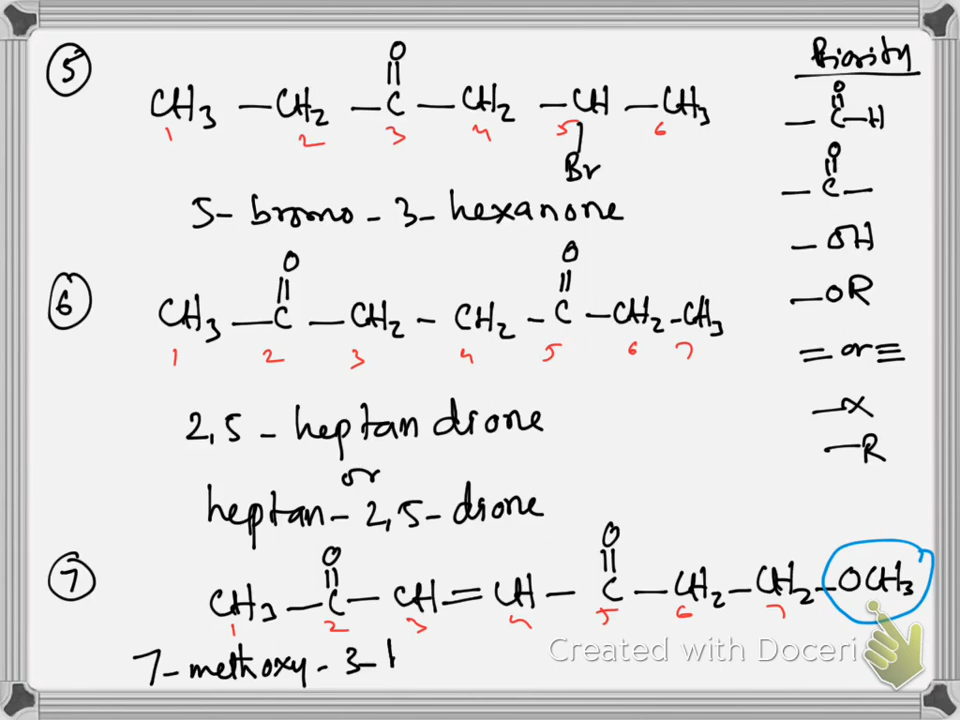 Priority
⑤
O
||
CH3 — CH2 — C — CH2 — CH — CH3
1 2 3 4 5 6
Br
5 - bromo - 3 - hexanone
O
||
— C — H
O
||
— C —
— OH
— OR
= or ≡
— X
— R
⑥
O O
|| ||
CH3 — C — CH2 - CH2 - C - CH2 - CH3
1 2 3 4 5 6 7
2,5 - heptan dione
or
heptan - 2,5 - dione
⑦
O O
|| ||
CH3 — C — CH = CH — C — CH2 — CH2 - OCH3
1 2 3 4 5 6 7
7 - methoxy - 3 -
Created with Doceri